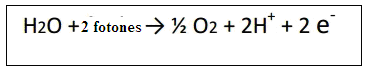 H2O +2 fotones → ½ O2 + 2H⁺ + 2 e⁻